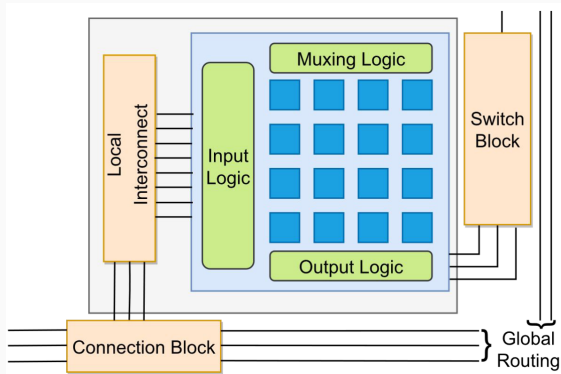 Muxing Logic
Local
Interconnect
Input
Logic
Switch
Block
Output Logic
Connection Block
Global
Routing